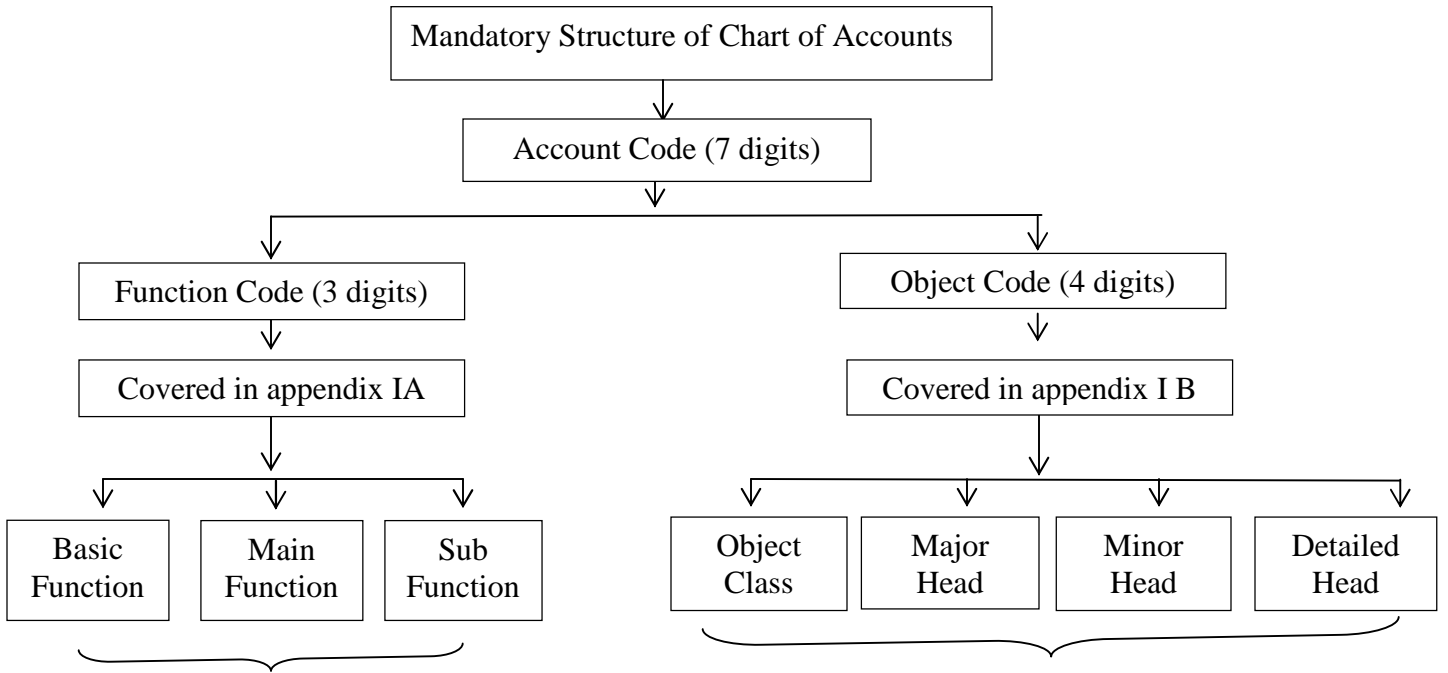 Mandatory Structure of Chart of Accounts
Account Code (7 digits)
Function Code (3 digits)
Object Code (4 digits)
Covered in appendix IA
Covered in appendix I B
Basic
Function
Main
Function
Sub
Function
Object
Class
Major
Head
Minor
Head
Detailed
Head